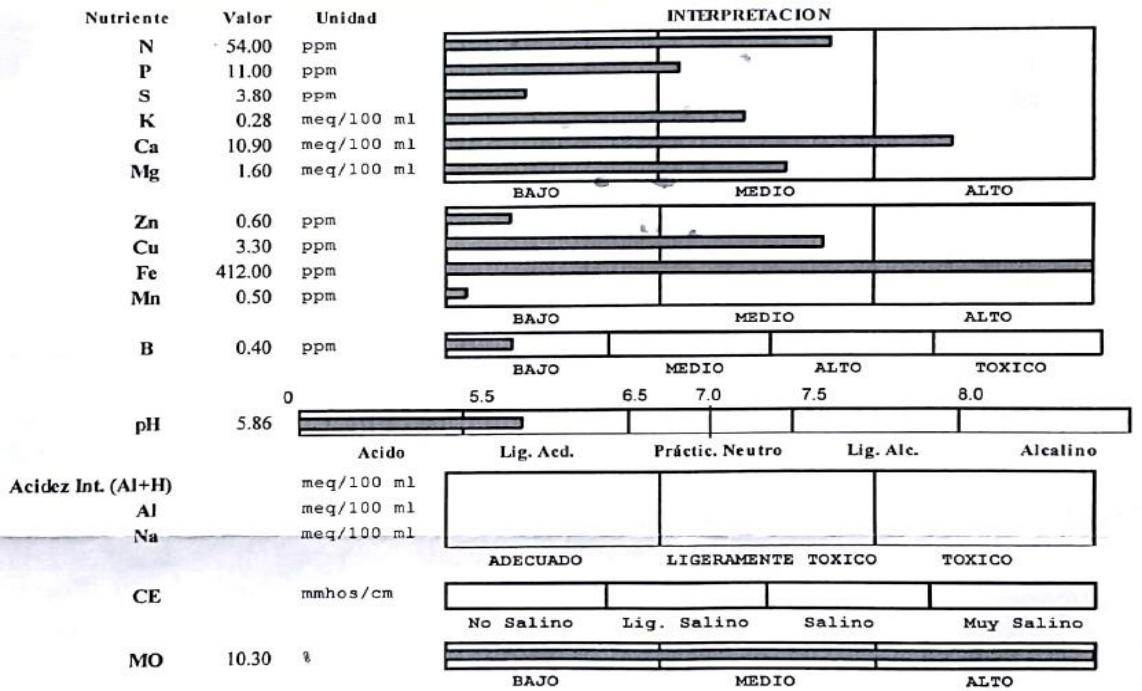 Nutriente Valor Unidad INTERPRETACION
N 54.00 ppm
P 11.00 ppm
S 3.80 ppm
K 0.28 meq/100 ml
Ca 10.90 meq/100 ml
Mg 1.60 meq/100 ml
BAJO MEDIO ALTO
Zn 0.60 ppm
Cu 3.30 ppm
Fe 412.00 ppm
Mn 0.50 ppm
BAJO MEDIO ALTO
B 0.40 ppm
BAJO MEDIO ALTO TOXICO
0 5.5 6.5 7.0 7.5 8.0
pH 5.86
Acido Lig. Acd. Práctic. Neutro Lig. Alc. Alcalino
Acidez Int. (Al+H) meq/100 ml
Al meq/100 ml
Na meq/100 ml
ADECUADO LIGERAMENTE TOXICO TOXICO
CE mmhos/cm
No Salino Lig. Salino Salino Muy Salino
MO 10.30 %
BAJO MEDIO ALTO